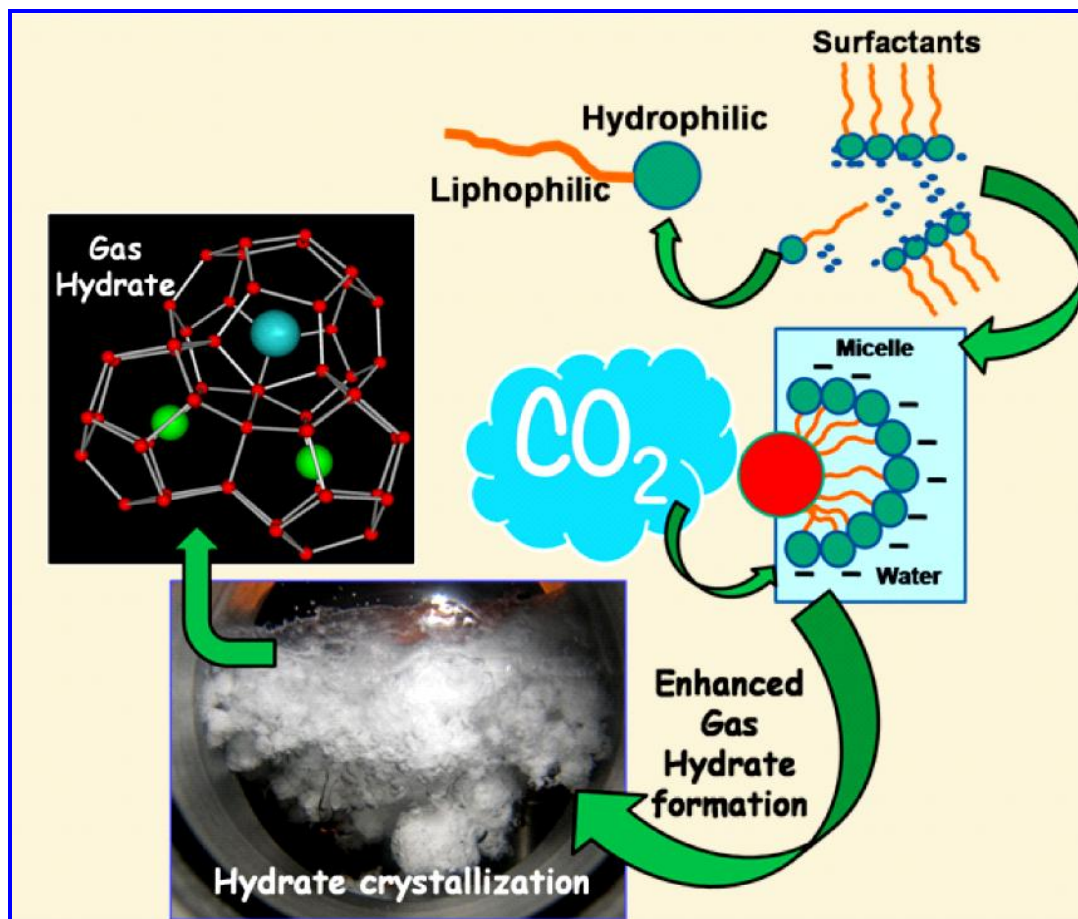 Surfactants
Hydrophilic
Liphophilic
Gas
Hydrate
Micelle
CO2
Water
Enhanced
Gas
Hydrate
formation
Hydrate crystallization